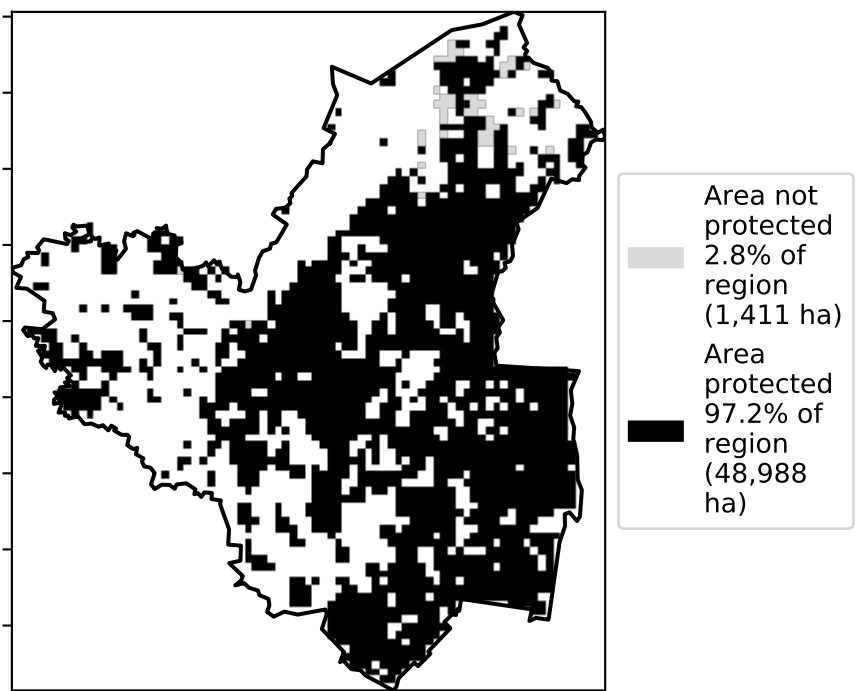 Area not
protected
2.8% of
region
(1,411 ha)
Area
protected
97.2% of
region
(48,988
ha)